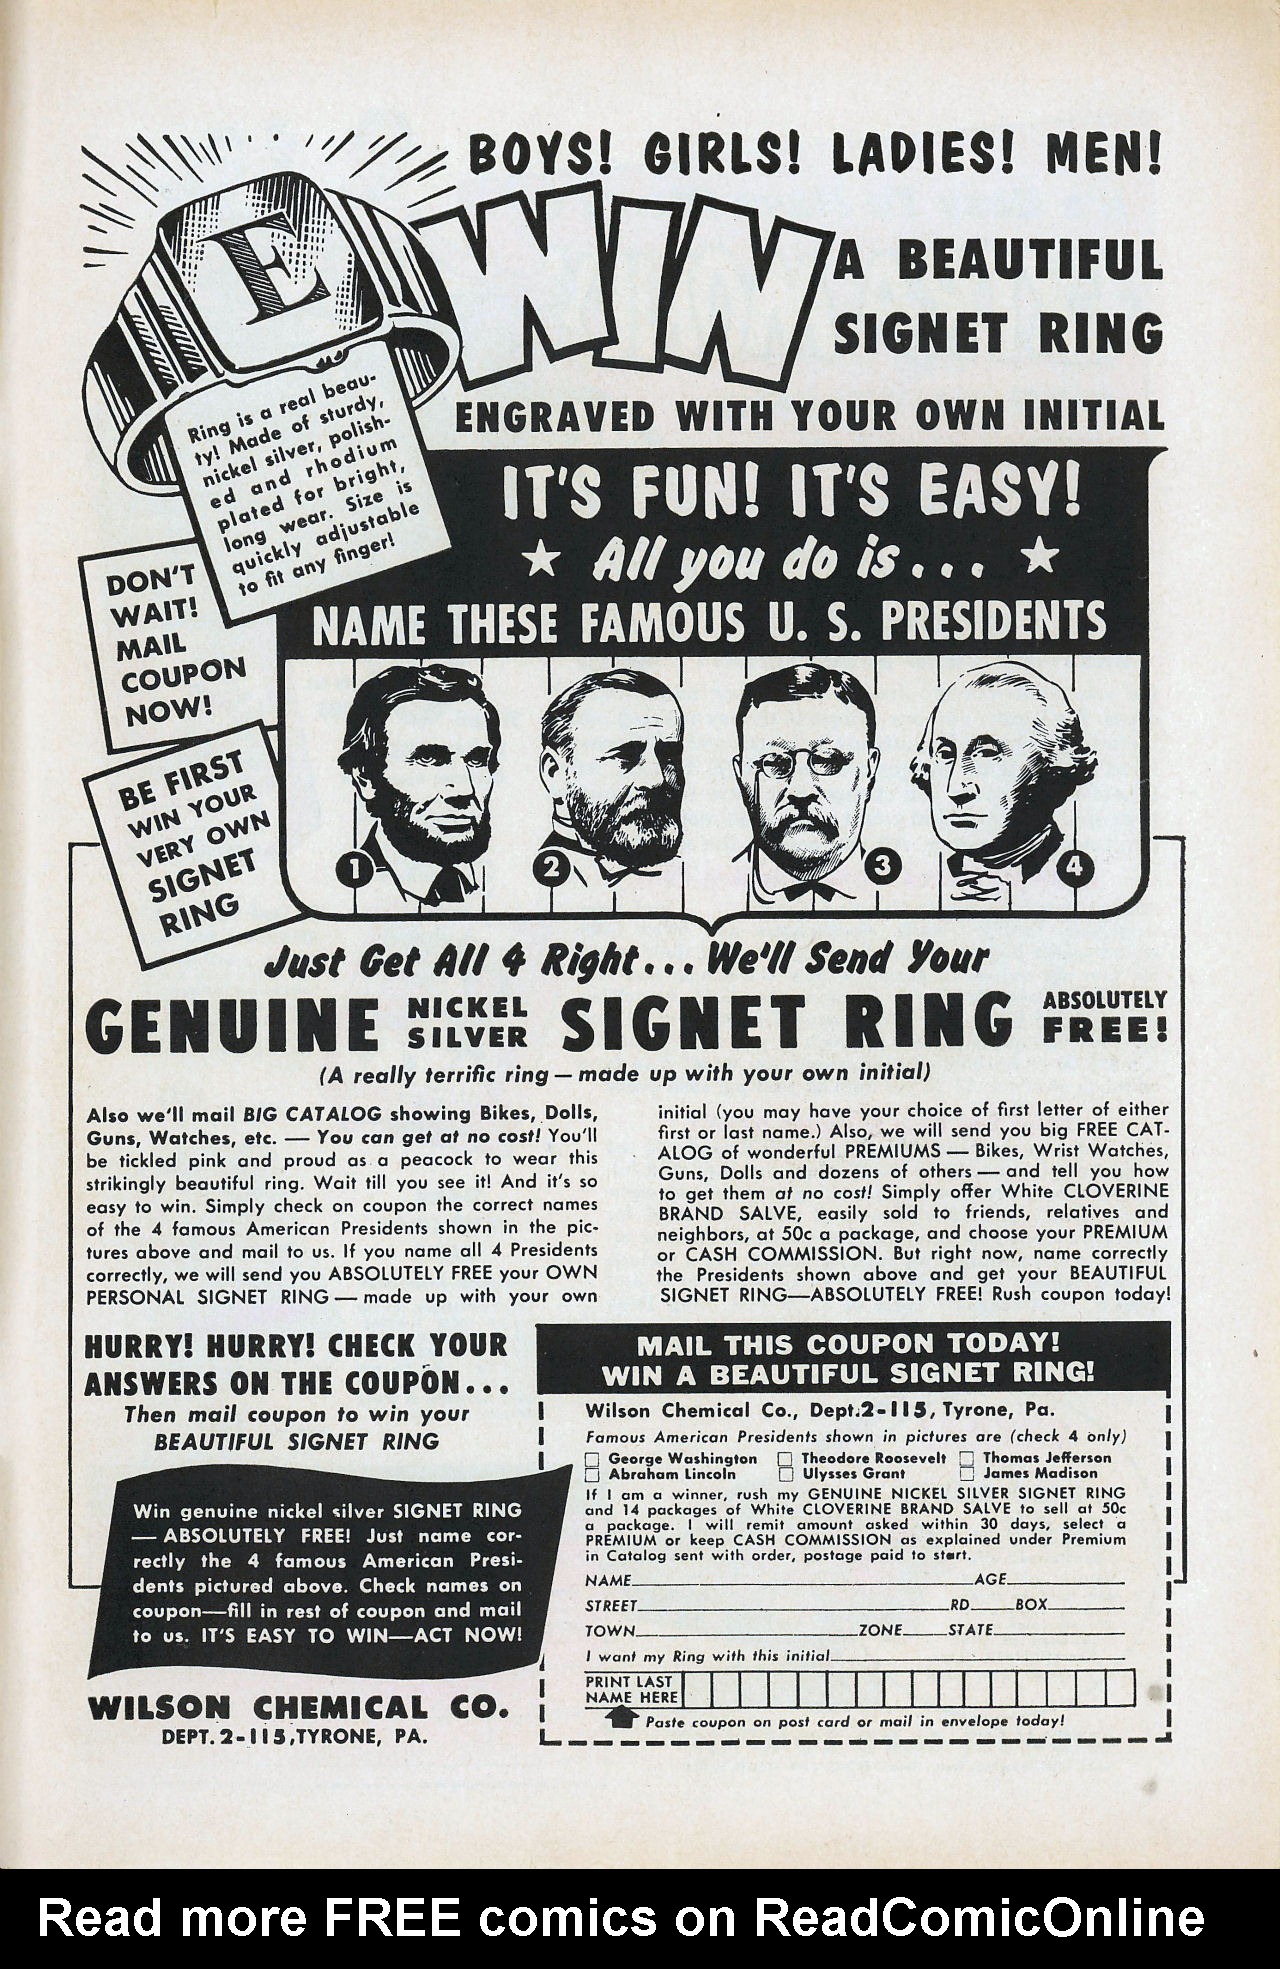 BOYS! GIRLS! LADIES! MEN!
E
WIN
A BEAUTIFUL
SIGNET RING
ENGRAVED WITH YOUR OWN INITIAL
Ring is a real beau-
ty! Made of sturdy,
nickel silver, polish-
ed and rhodium
plated for bright,
long wear. Size is
quickly adjustable
to fit any finger!
IT'S FUN! IT'S EASY!
★ All you do is... ★
NAME THESE FAMOUS U. S. PRESIDENTS
DON'T
WAIT!
MAIL
COUPON
NOW!
BE FIRST
WIN YOUR
VERY OWN
SIGNET
RING
1
2
3
4
Just Get All 4 Right... We'll Send Your
GENUINE NICKEL SILVER SIGNET RING ABSOLUTELY FREE!
(A really terrific ring — made up with your own initial)
Also we'll mail BIG CATALOG showing Bikes, Dolls,
Guns, Watches, etc. — You can get at no cost! You'll
be tickled pink and proud as a peacock to wear this
strikingly beautiful ring. Wait till you see it! And it's so
easy to win. Simply check on coupon the correct names
of the 4 famous American Presidents shown in the pic-
tures above and mail to us. If you name all 4 Presidents
correctly, we will send you ABSOLUTELY FREE your OWN
PERSONAL SIGNET RING — made up with your own
initial (you may have your choice of first letter of either
first or last name.) Also, we will send you big FREE CAT-
ALOG of wonderful PREMIUMS — Bikes, Wrist Watches,
Guns, Dolls and dozens of others — and tell you how
to get them at no cost! Simply offer White CLOVERINE
BRAND SALVE, easily sold to friends, relatives and
neighbors, at 50c a package, and choose your PREMIUM
or CASH COMMISSION. But right now, name correctly
the Presidents shown above and get your BEAUTIFUL
SIGNET RING—ABSOLUTELY FREE! Rush coupon today!
HURRY! HURRY! CHECK YOUR
ANSWERS ON THE COUPON...
Then mail coupon to win your
BEAUTIFUL SIGNET RING
Win genuine nickel silver SIGNET RING
— ABSOLUTELY FREE! Just name cor-
rectly the 4 famous American Presi-
dents pictured above. Check names on
coupon—fill in rest of coupon and mail
to us. IT'S EASY TO WIN—ACT NOW!
WILSON CHEMICAL CO.
DEPT. 2-115, TYRONE, PA.
MAIL THIS COUPON TODAY!
WIN A BEAUTIFUL SIGNET RING!
Wilson Chemical Co., Dept. 2-115, Tyrone, Pa.
Famous American Presidents shown in pictures are (check 4 only)
George Washington Theodore Roosevelt Thomas Jefferson
Abraham Lincoln Ulysses Grant James Madison
If I am a winner, rush my GENUINE NICKEL SILVER SIGNET RING
and 14 packages of White CLOVERINE BRAND SALVE to sell at 50c
a package. I will remit amount asked within 30 days, select a
PREMIUM or keep CASH COMMISSION as explained under Premium
in Catalog sent with order, postage paid to start.
NAME AGE
STREET RD BOX
TOWN ZONE STATE
I want my Ring with this initial
PRINT LAST
NAME HERE
Paste coupon on post card or mail in envelope today!
Read more FREE comics on ReadComicOnline